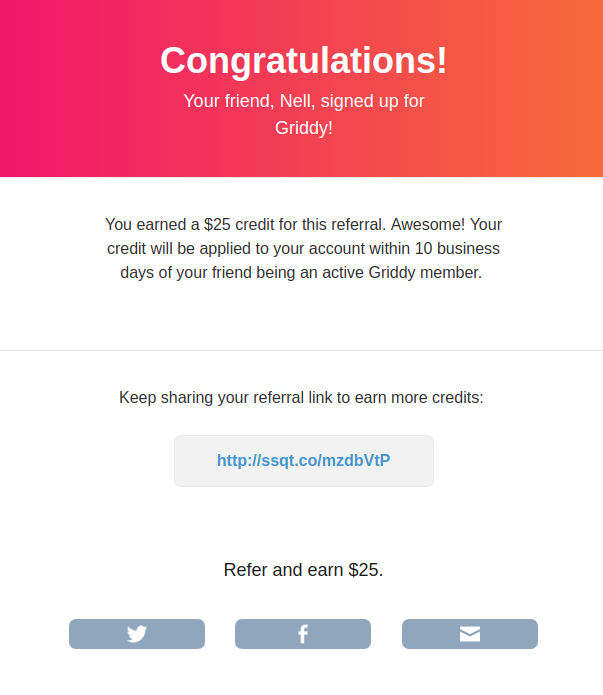 Congratulations!
Your friend, Nell, signed up for
Griddy!
You earned a $25 credit for this referral. Awesome! Your
credit will be applied to your account within 10 business
days of your friend being an active Griddy member.
Keep sharing your referral link to earn more credits:
http://ssqt.co/mzdbVtP
Refer and earn $25.